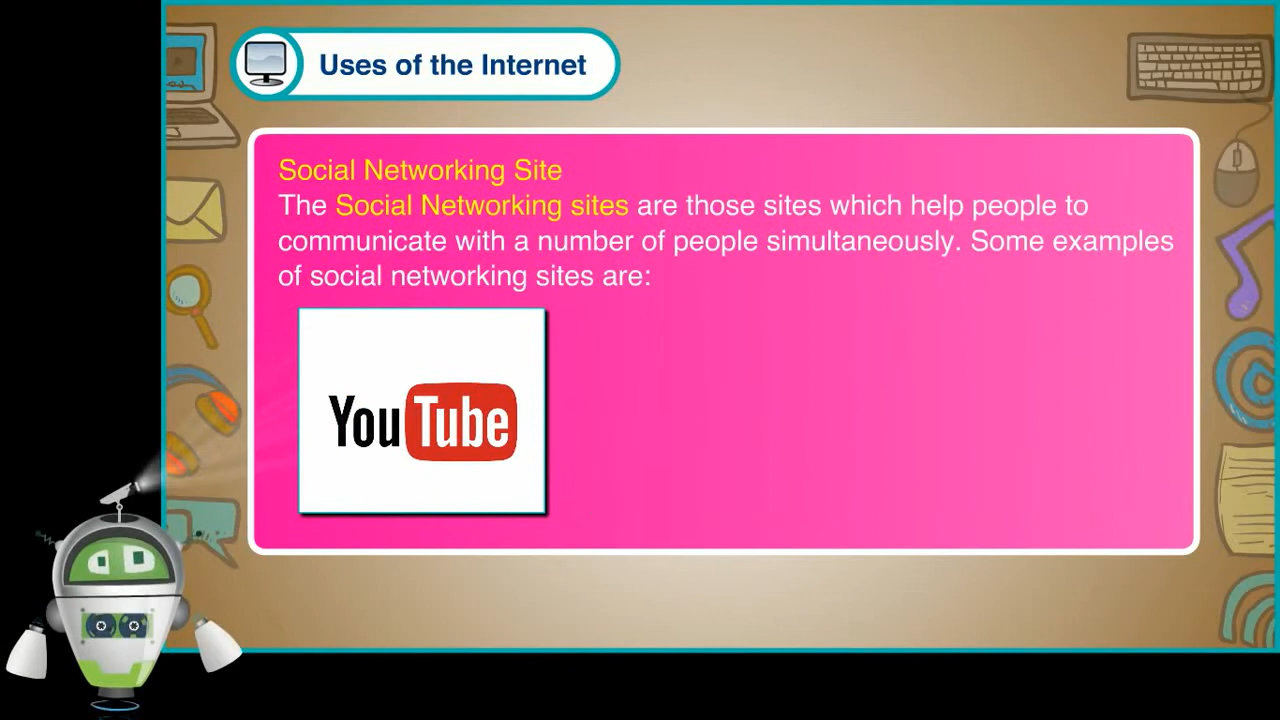 Uses of the Internet
Social Networking Site
The Social Networking sites are those sites which help people to
communicate with a number of people simultaneously. Some examples
of social networking sites are:
YouTube